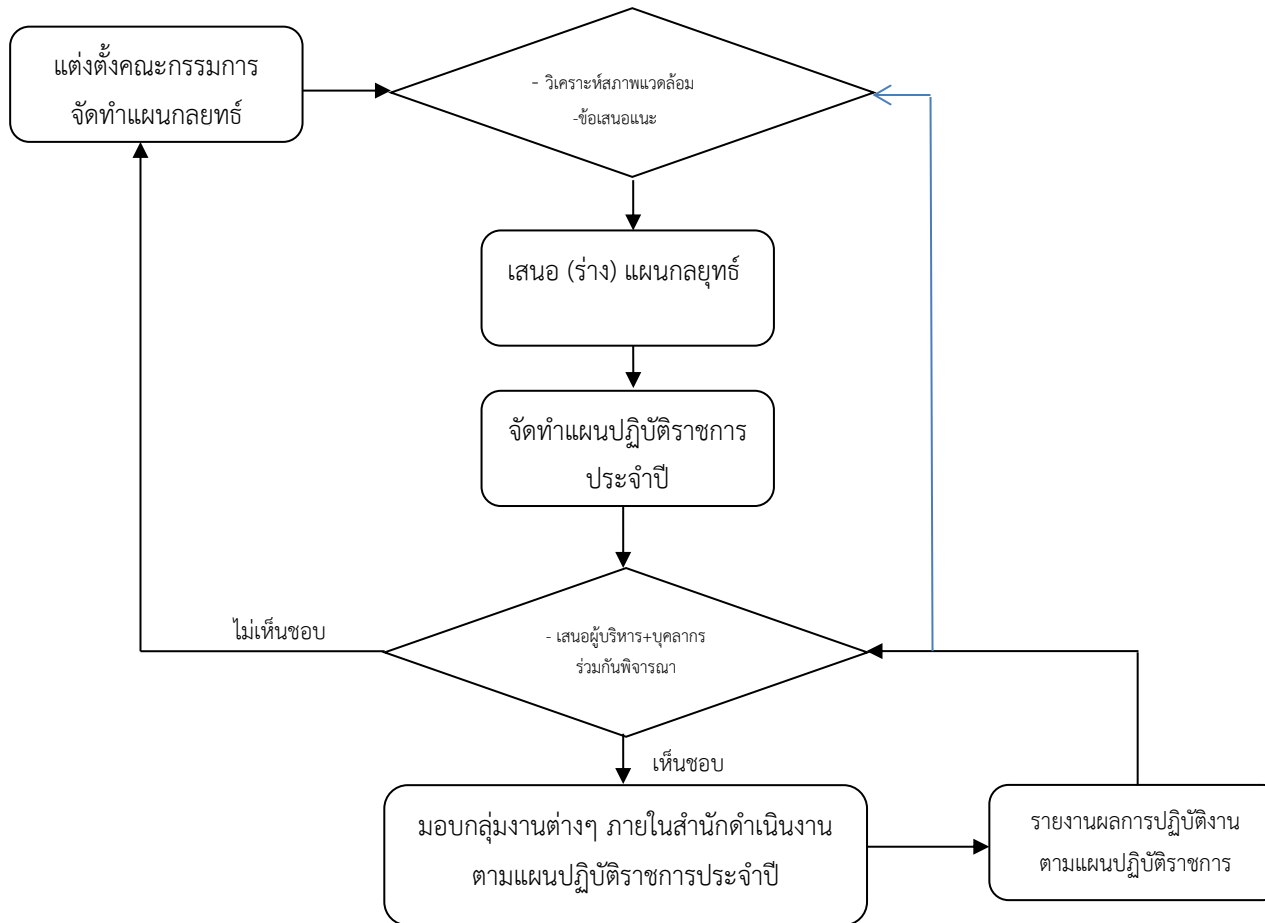 แต่งตั้งคณะกรรมการ
จัดทำแผนกลยทธ์
- วิเคราะห์สภาพแวดล้อม
-ข้อเสนอแนะ
เสนอ (ร่าง) แผนกลยุทธ์
จัดทำแผนปฏิบัติราชการ
ประจำปี
ไม่เห็นชอบ
- เสนอผู้บริหาร+บุคลากร
ร่วมกันพิจารณา
เห็นชอบ
มอบกลุ่มงานต่างๆ ภายในสำนักดำเนินงาน
ตามแผนปฏิบัติราชการประจำปี
รายงานผลการปฏิบัติงาน
ตามแผนปฏิบัติราชการ